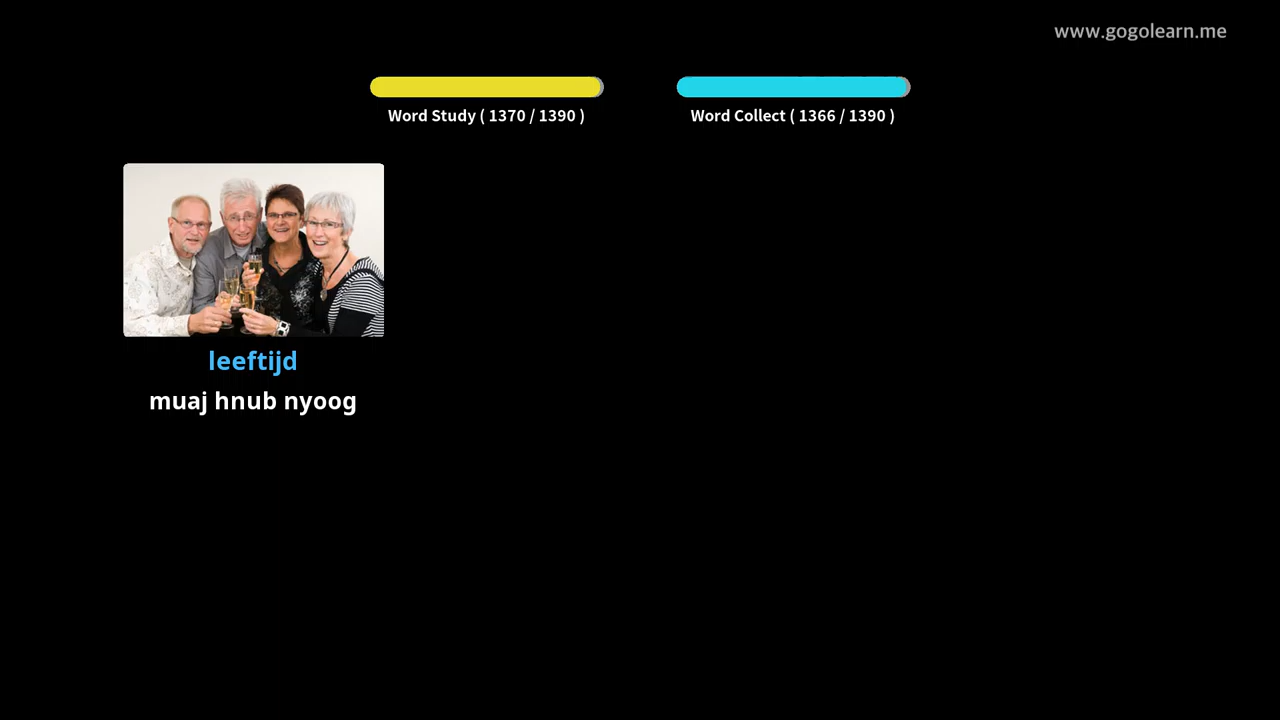 www.gogolearn.me
Word Study ( 1370 / 1390 )
Word Collect ( 1366 / 1390 )
leeftijd
muaj hnub nyoog